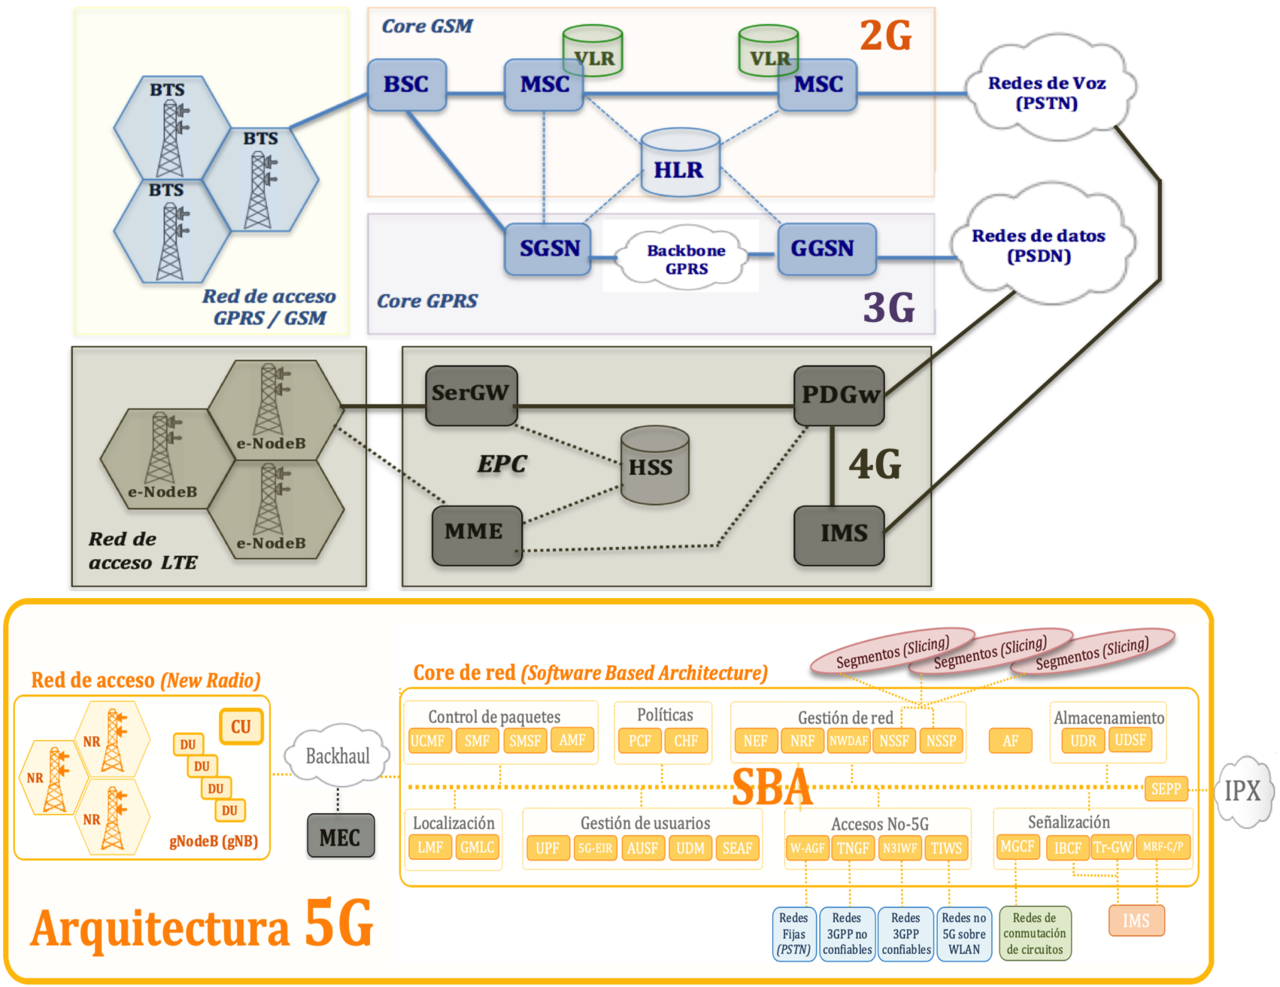 Core GSM
2G
VLR
VLR
BTS
BSC
MSC
MSC
Redes de Voz
(PSTN)
BTS
BTS
HLR
SGSN
Backbone
GPRS
GGSN
Redes de datos
(PSDN)
Red de acceso
GPRS / GSM
Core GPRS
3G
SerGW
PDGw
e-NodeB
e-NodeB
e-NodeB
EPC
HSS
4G
MME
IMS
Red de
acceso LTE
Segmentos (Slicing)
Segmentos (Slicing)
Segmentos (Slicing)
Red de acceso (New Radio)
Core de red (Software Based Architecture)
NR
NR
NR
CU
DU
DU
DU
DU
gNodeB (gNB)
Backhaul
MEC
Control de paquetes
UCMF
SMF
SMSF
AMF
Políticas
PCF
CHF
Gestión de red
NEF
NRF
NWDAF
NSSF
NSSP
AF
Almacenamiento
UDR
UDSF
SBA
SEPP
IPX
Localización
LMF
GMLC
Gestión de usuarios
UPF
5G-EIR
AUSF
UDM
SEAF
Accesos No-5G
W-AGF
TNGF
N3IWF
TIWS
Señalización
MGCF
IBCF
Tr-GW
MRF-C/P
Redes
Fijas
(PSTN)
Redes
3GPP no
confiables
Redes
3GPP
confiables
Redes no
5G sobre
WLAN
Redes de
conmutación
de circuitos
IMS
Arquitectura 5G